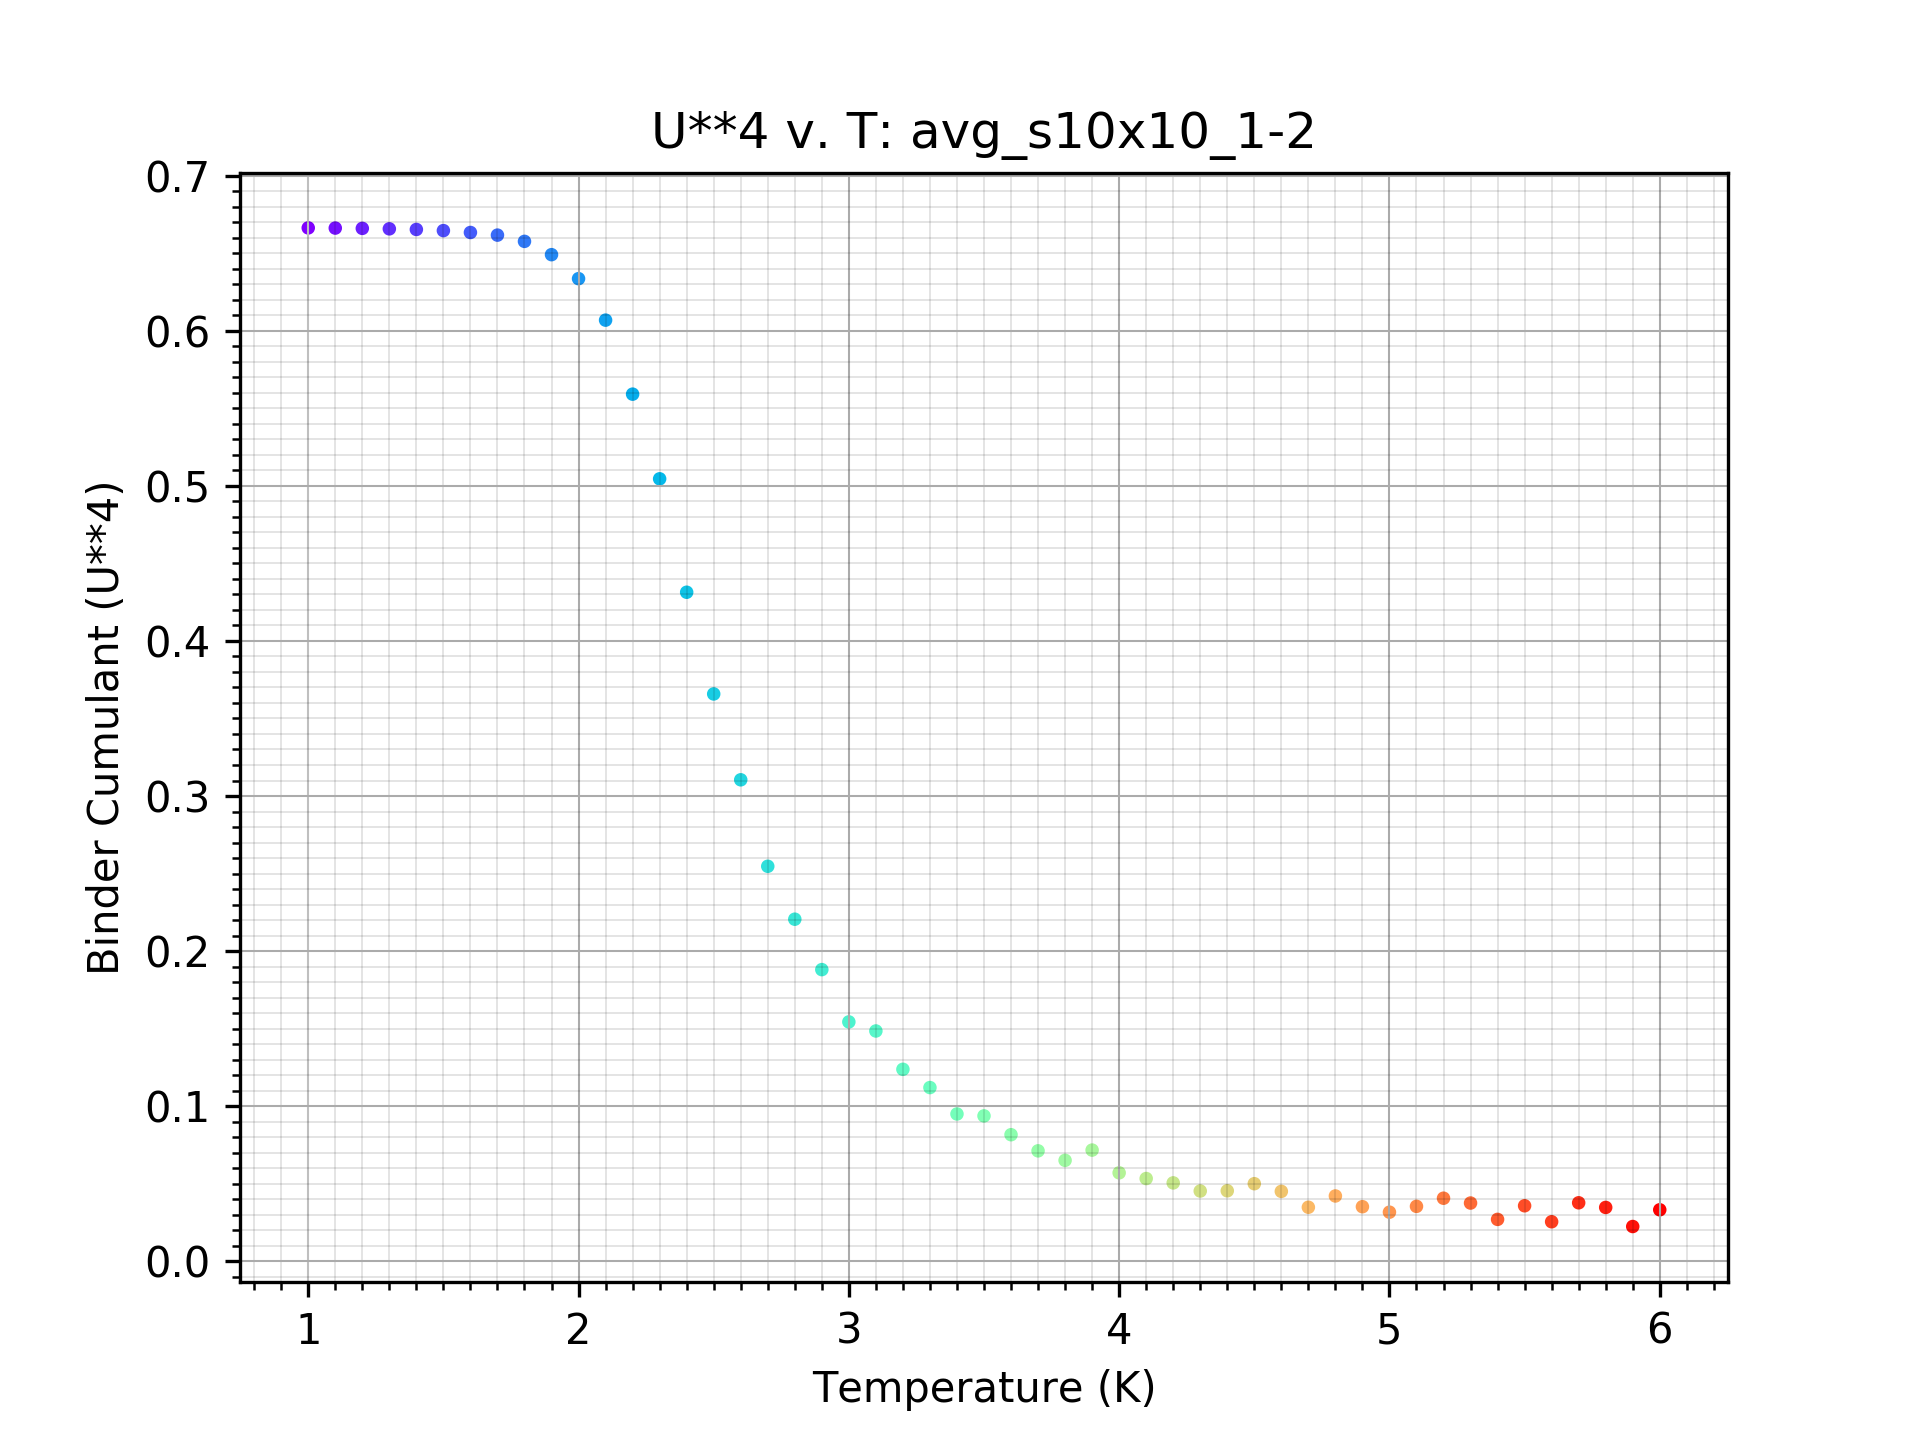 U**4 v. T: avg_s10x10_1-2
Binder Cumulant (U**4)
0.7
0.6
0.5
0.4
0.3
0.2
0.1
0.0
1 2 3 4 5 6
Temperature (K)